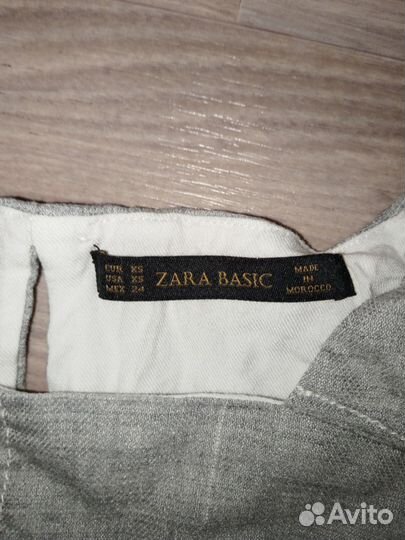 EUR XS
USA XS
MEX 24
ZARA BASIC
MADE
IN
MOROCCO
Avito